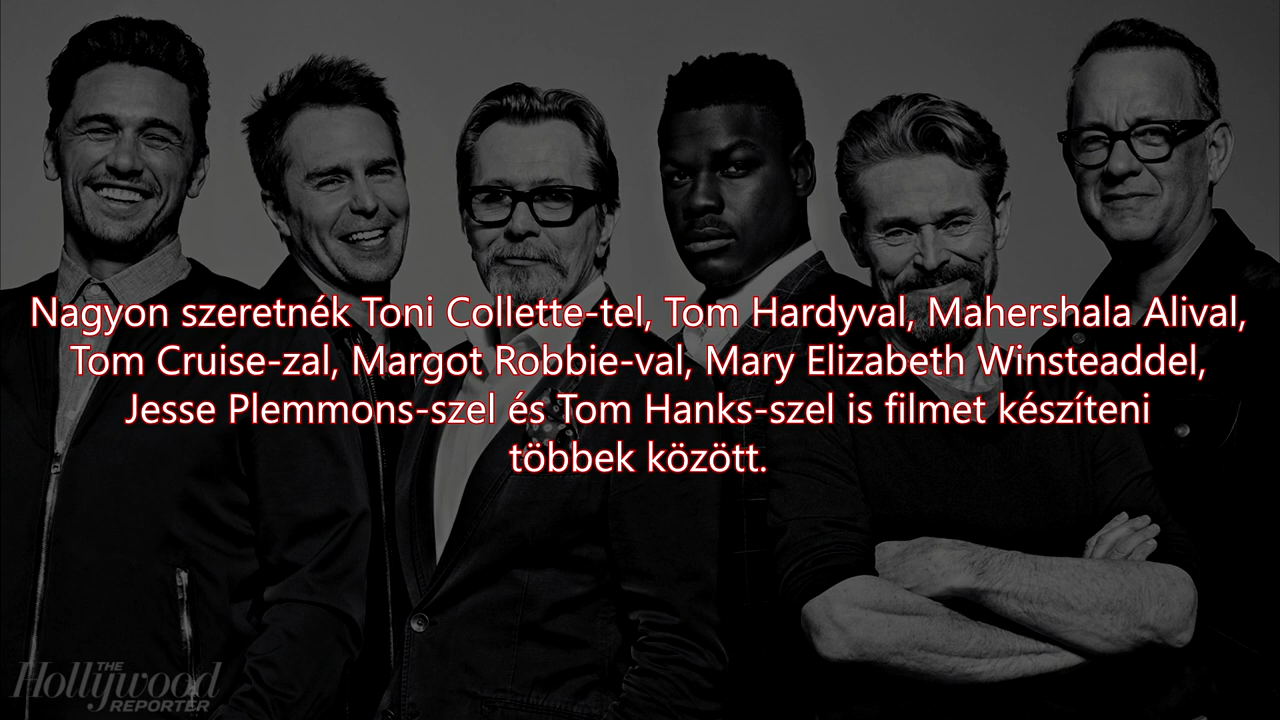 Nagyon szeretnék Toni Collette-tel, Tom Hardyval, Mahershala Alival,
Tom Cruise-zal, Margot Robbie-val, Mary Elizabeth Winsteaddel,
Jesse Plemmons-szel és Tom Hanks-szel is filmet készíteni
többek között.
THE
Hollywood
REPORTER